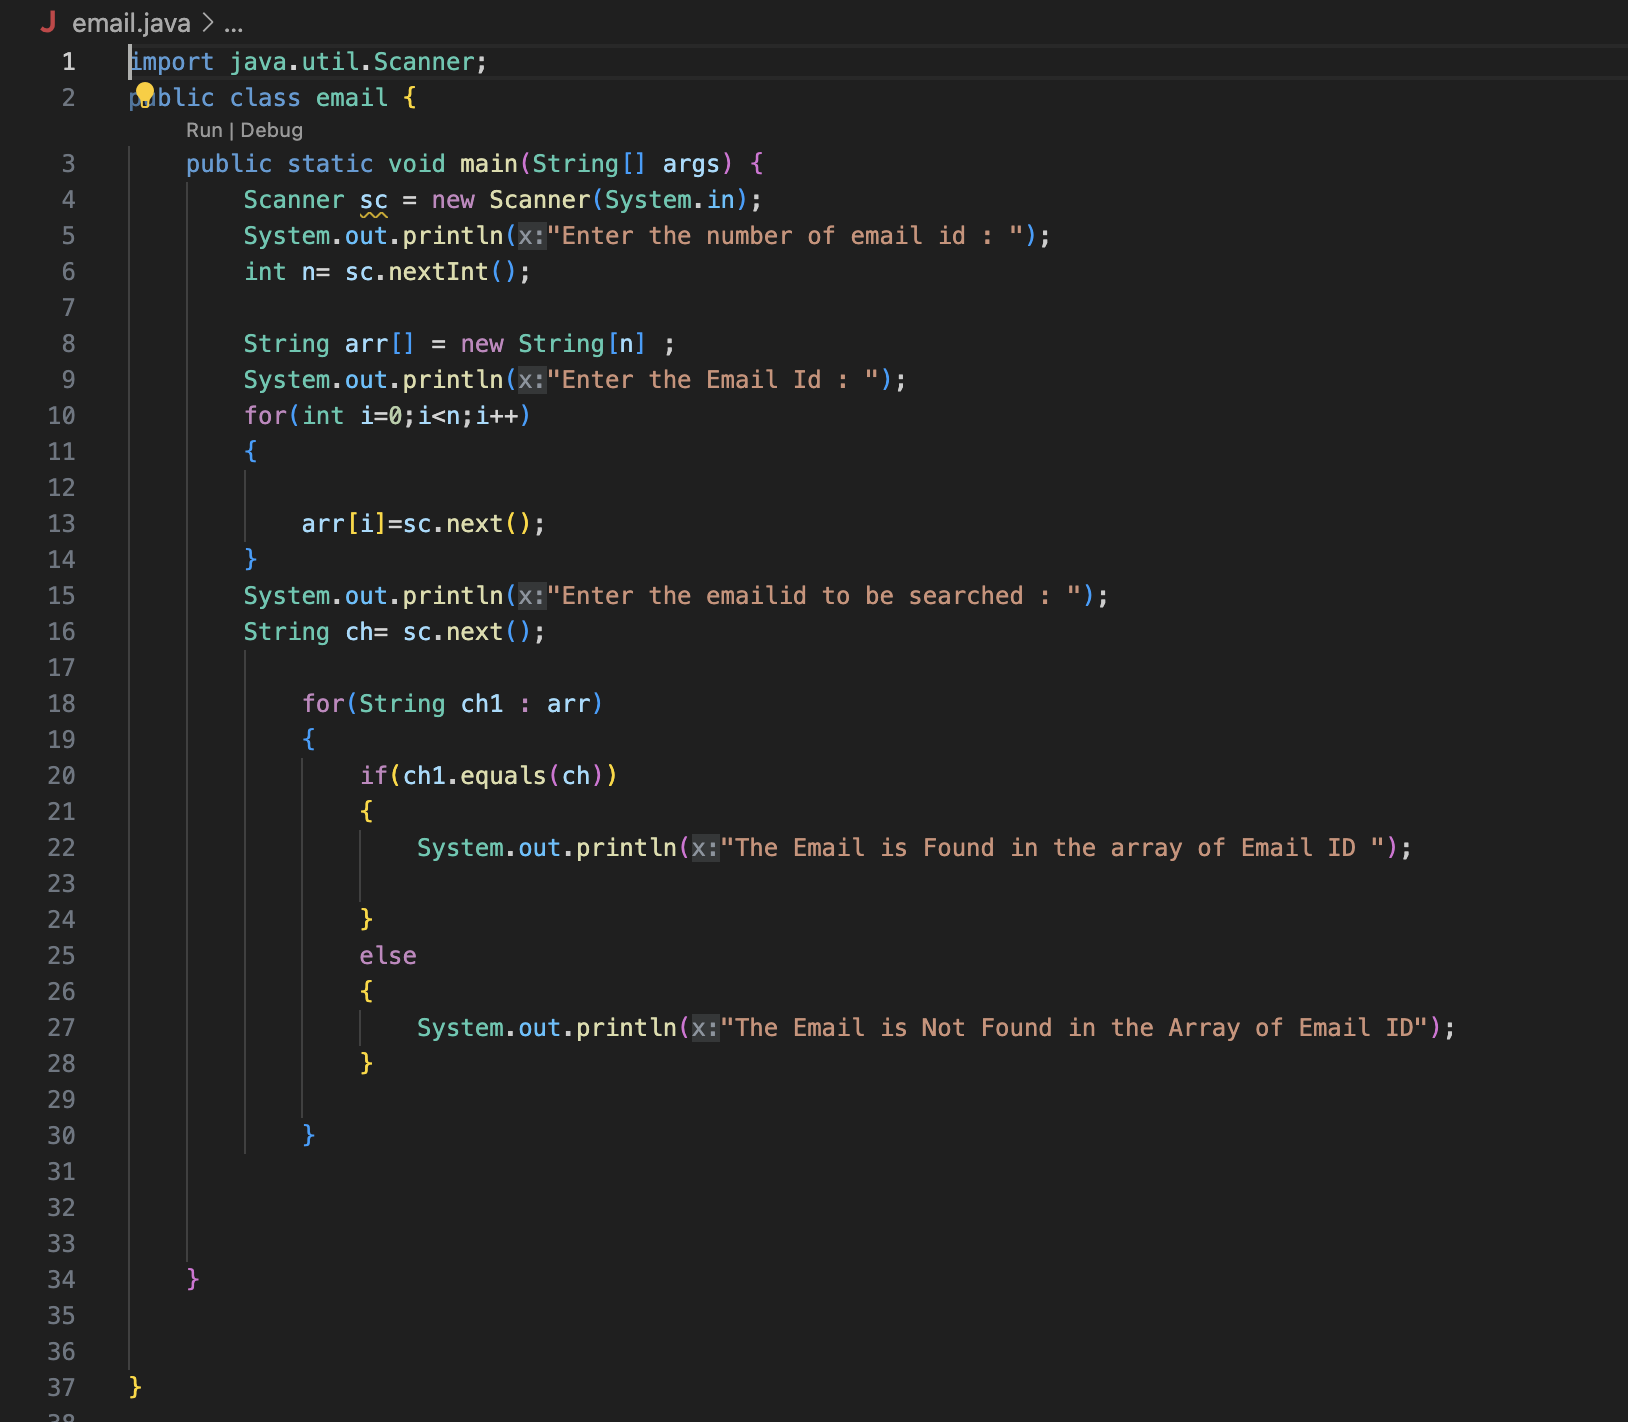 J email.java > ...
1 import java.util.Scanner;
2 public class email {
Run | Debug
3 public static void main(String[] args) {
4 Scanner sc = new Scanner(System.in);
5 System.out.println(x:"Enter the number of email id : ");
6 int n= sc.nextInt();
7
8 String arr[] = new String[n] ;
9 System.out.println(x:"Enter the Email Id : ");
10 for(int i=0;i<n;i++)
11 {
12
13 arr[i]=sc.next();
14 }
15 System.out.println(x:"Enter the emailid to be searched : ");
16 String ch= sc.next();
17
18 for(String ch1 : arr)
19 {
20 if(ch1.equals(ch))
21 {
22 System.out.println(x:"The Email is Found in the array of Email ID ");
23
24 }
25 else
26 {
27 System.out.println(x:"The Email is Not Found in the Array of Email ID");
28 }
29
30 }
31
32
33
34 }
35
36
37 }
38